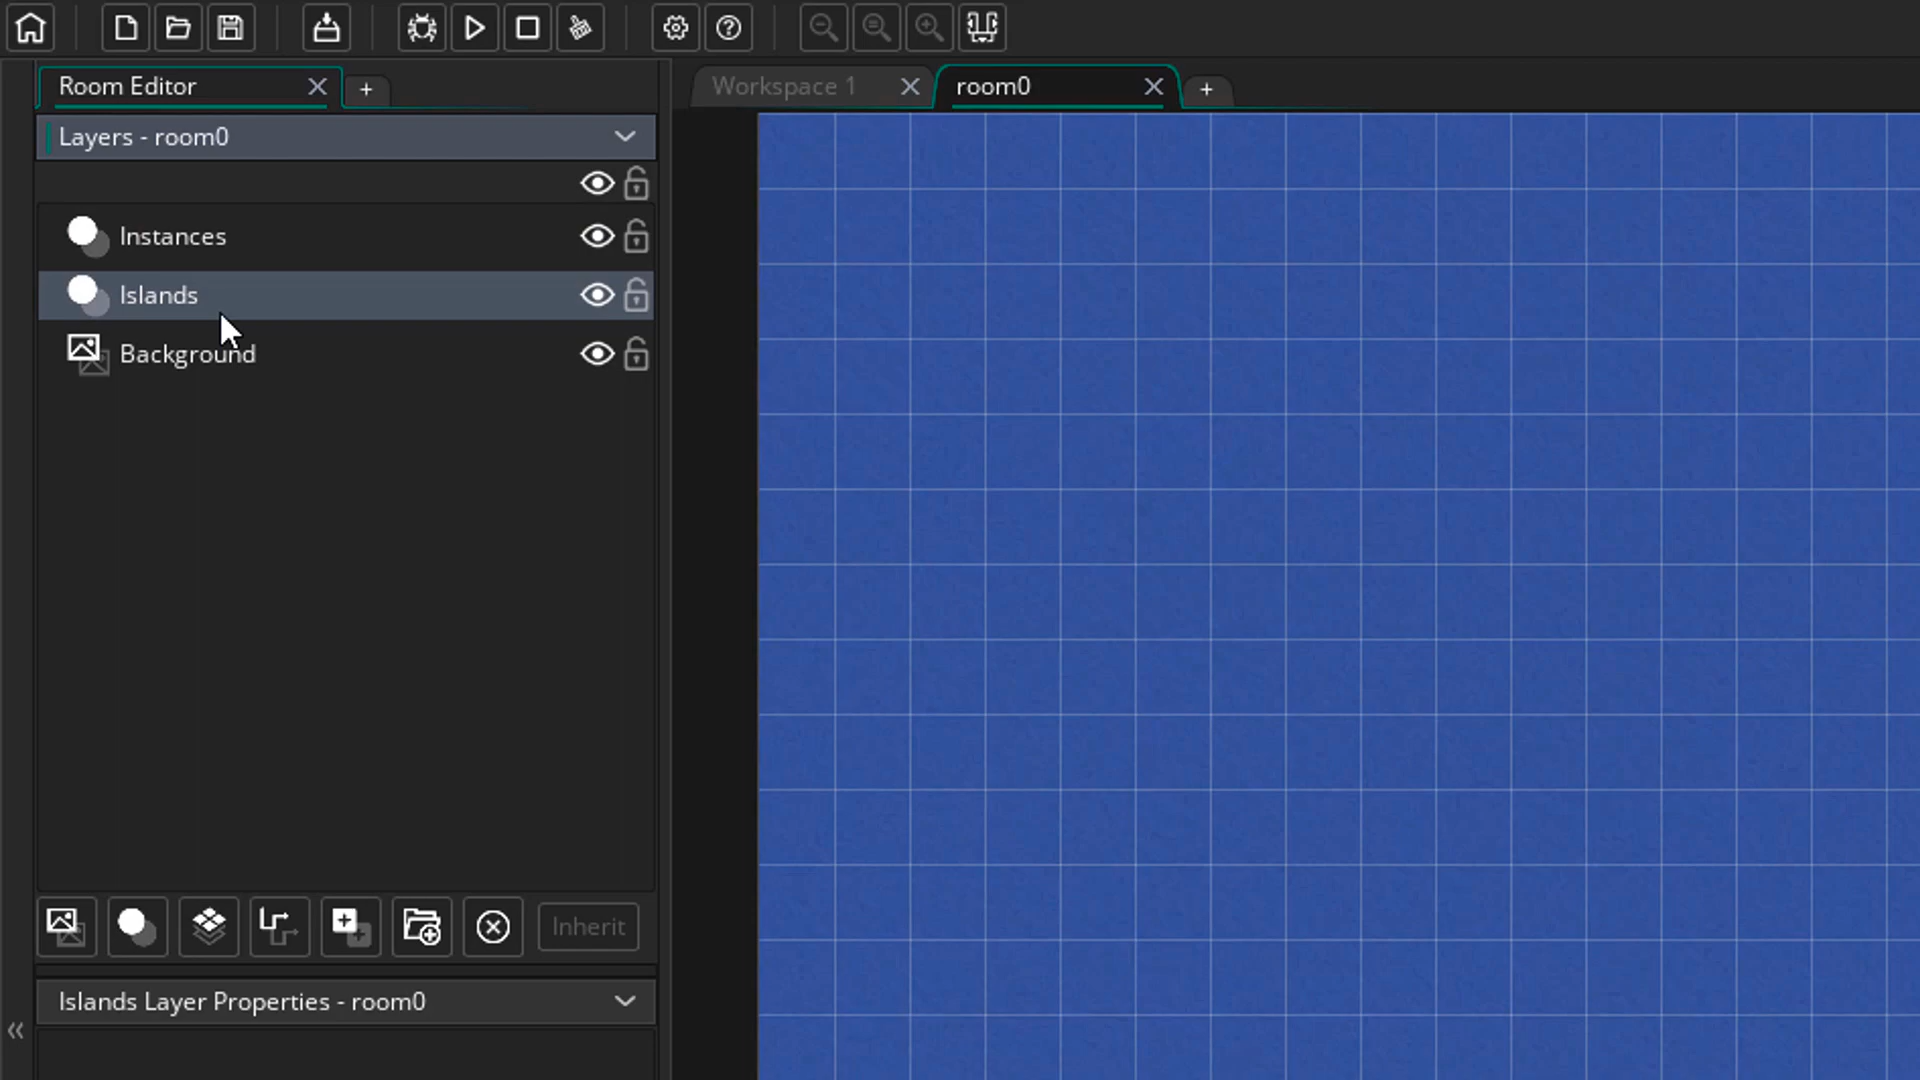 Room Editor
Workspace 1
room0
Layers - room0
Instances
Islands
Background
Inherit
Islands Layer Properties - room0